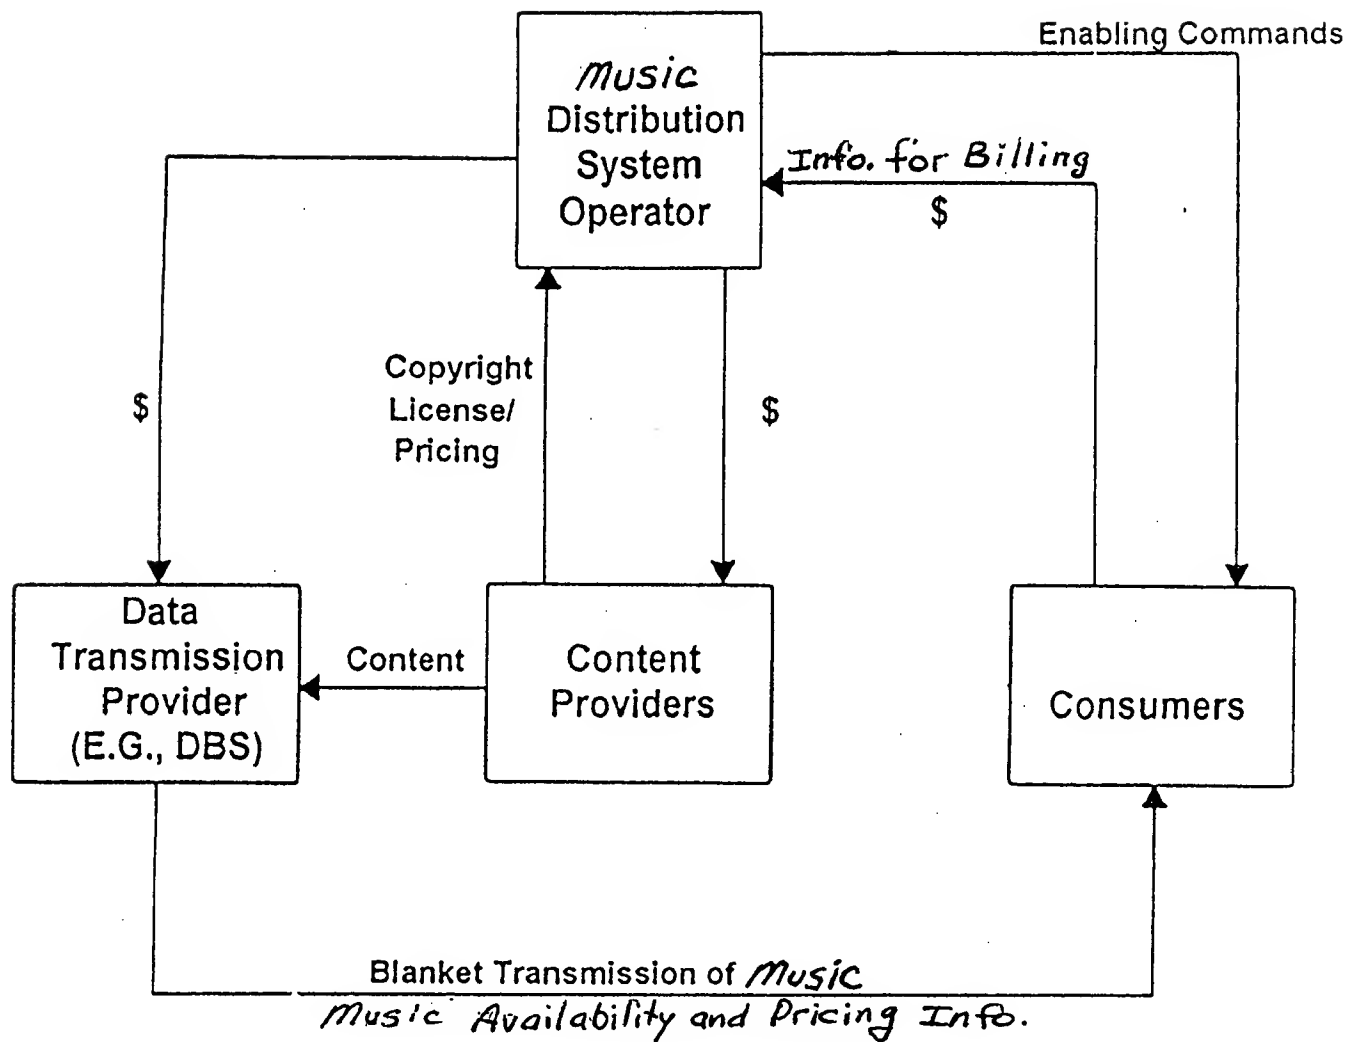 Enabling Commands
Music
Distribution
System
Operator
Info. for Billing
$
Copyright
License/
Pricing
$
$
Data
Transmission
Provider
(E.G., DBS)
Content
Content
Providers
Consumers
Blanket Transmission of Music
Music Availability and Pricing Info.